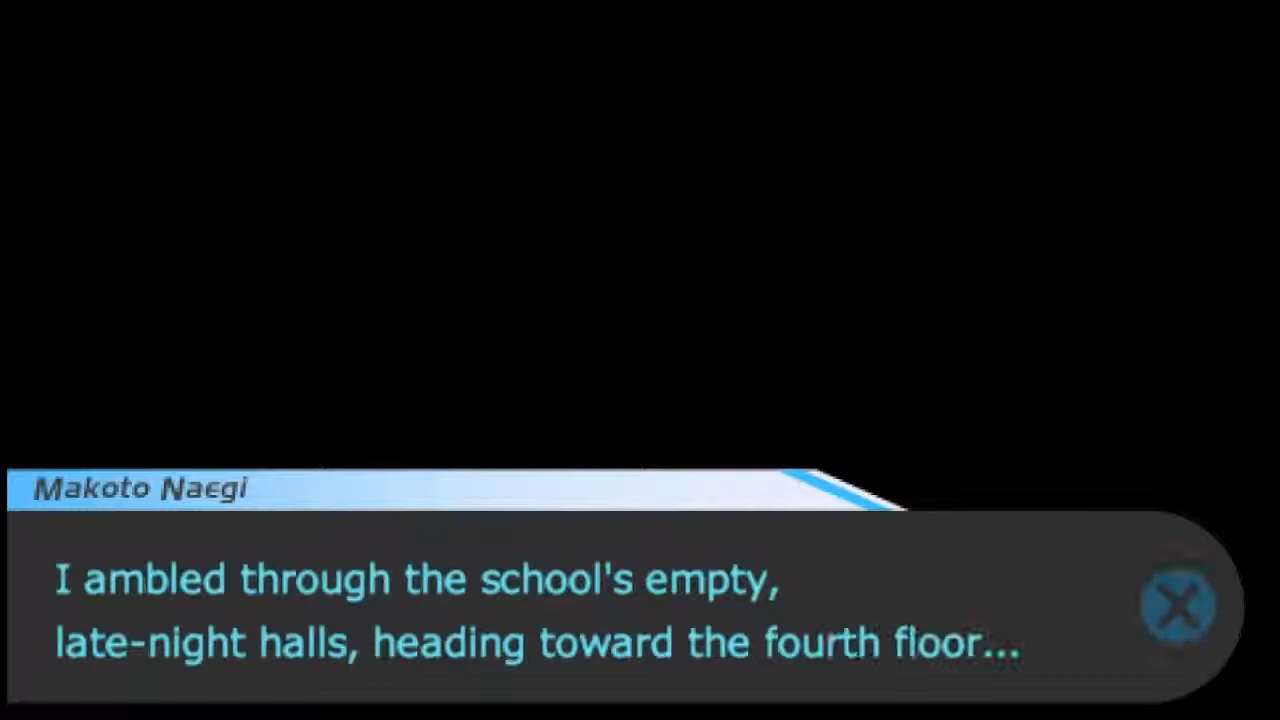 Makoto Naegi
I ambled through the school's empty,
late-night halls, heading toward the fourth floor...